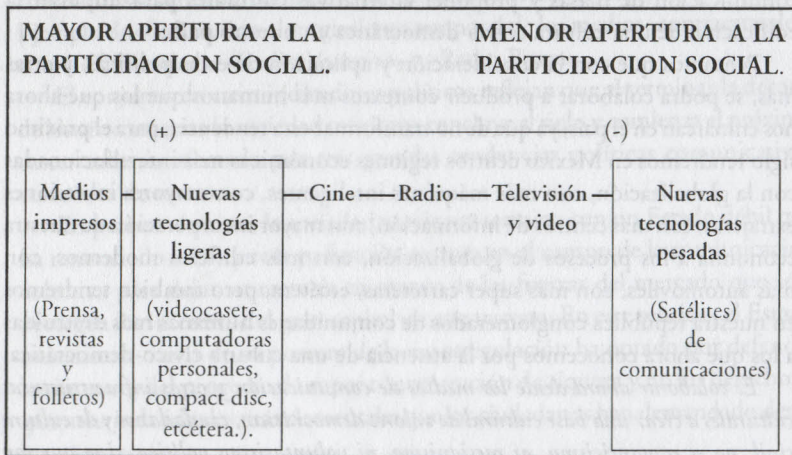 MAYOR APERTURA A LA
PARTICIPACION SOCIAL.
MENOR APERTURA A LA
PARTICIPACION SOCIAL.
(+)
(-)
Medios
impresos
(Prensa,
revistas
y
folletos)
Nuevas
tecnologías
ligeras
(videocasete,
computadoras
personales,
compact disc,
etcétera.).
Cine — Radio — Televisión
y video
Nuevas
tecnologías
pesadas
(Satélites)
de
comunicaciones)